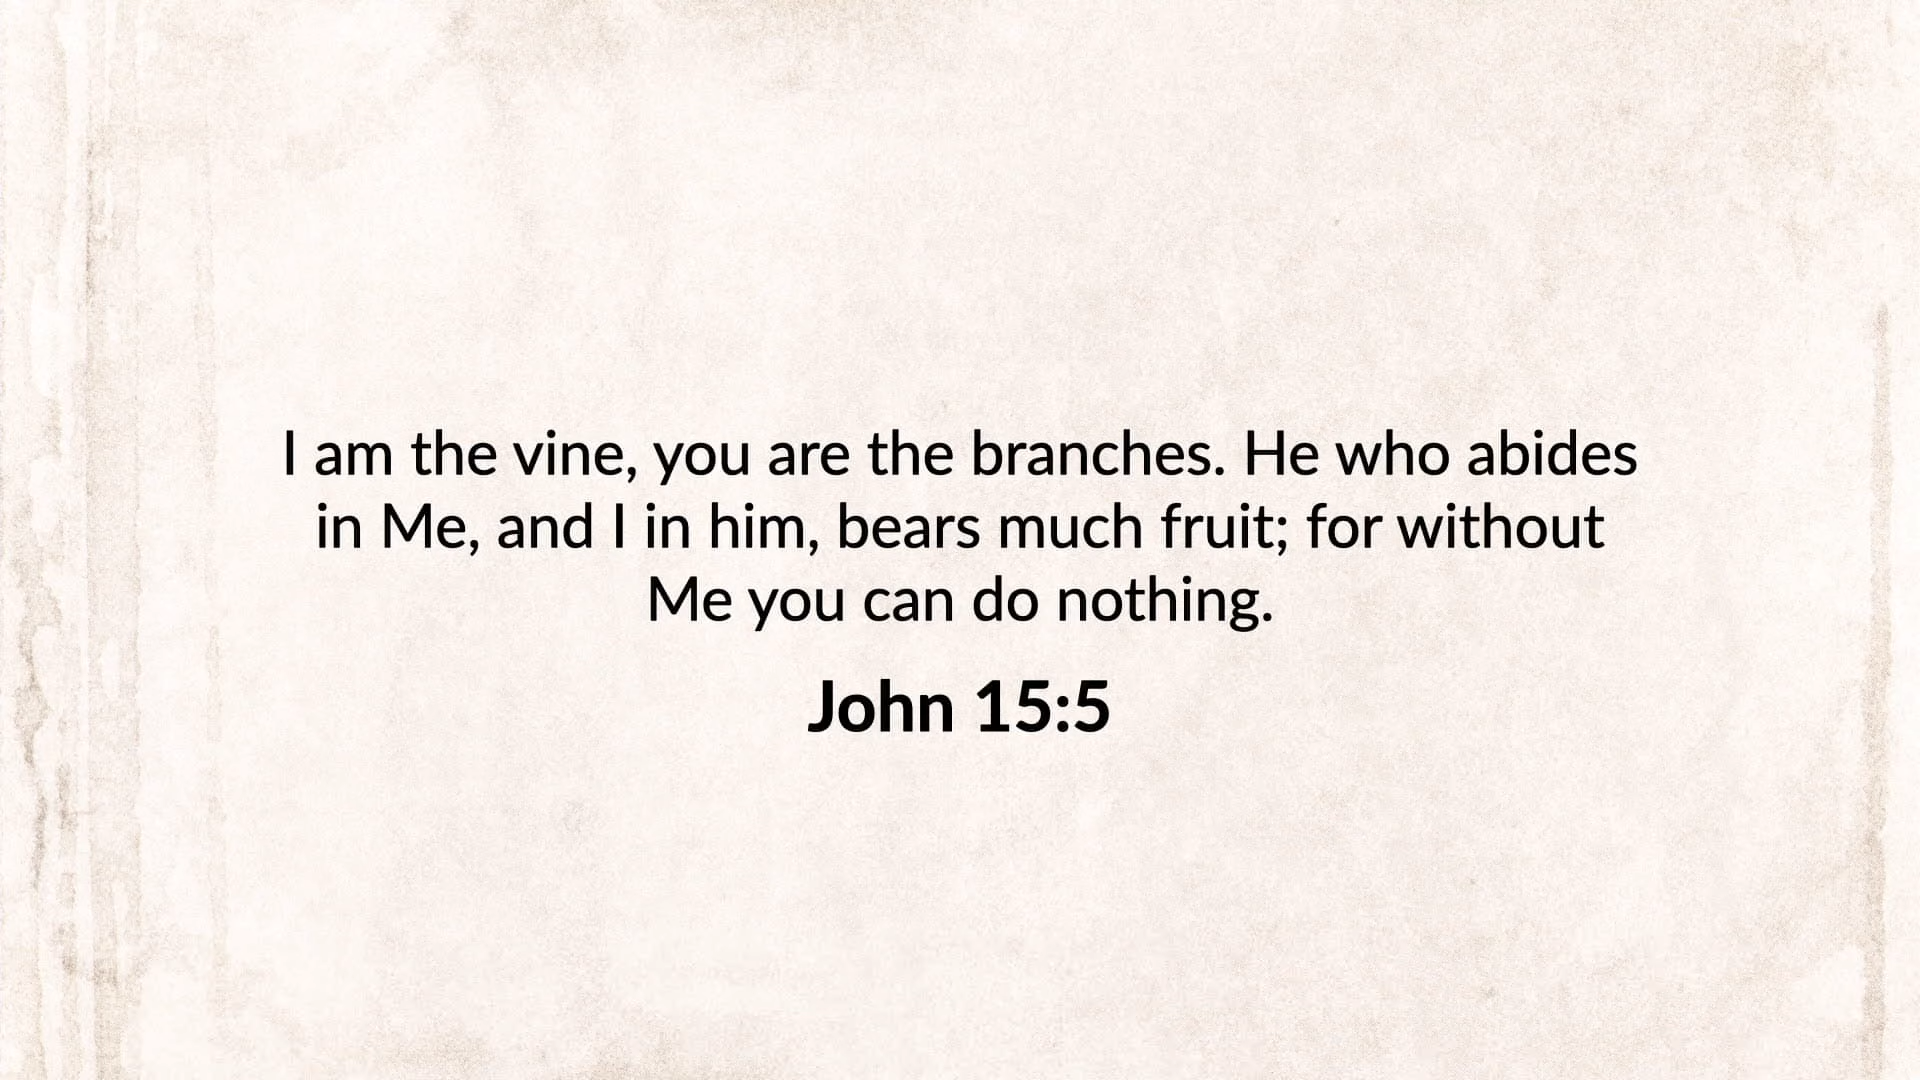 I am the vine, you are the branches. He who abides
in Me, and I in him, bears much fruit; for without
Me you can do nothing.
John 15:5